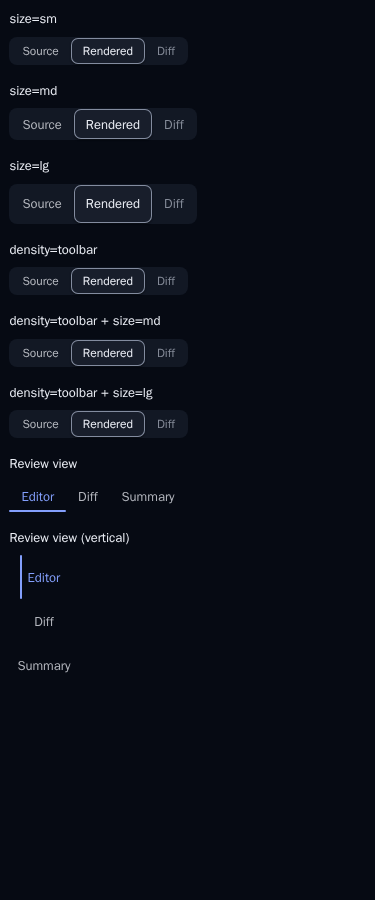 size=sm
Source Rendered Diff
size=md
Source Rendered Diff
size=lg
Source Rendered Diff
density=toolbar
Source Rendered Diff
density=toolbar + size=md
Source Rendered Diff
density=toolbar + size=lg
Source Rendered Diff
Review view
Editor Diff Summary
Review view (vertical)
Editor
Diff
Summary